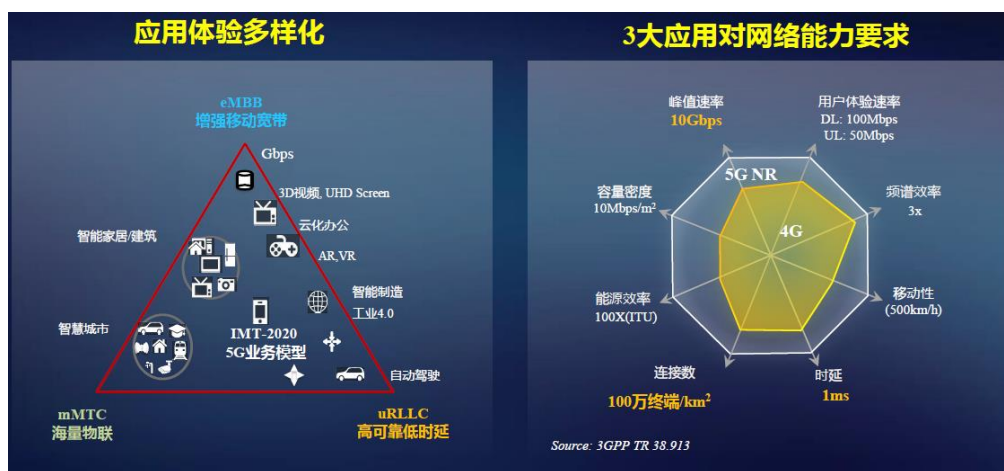 应用体验多样化
eMBB
增强移动宽带
Gbps
3D视频, UHD Screen
云化办公
智能家居/建筑
AR,VR
智能制造
工业4.0
智慧城市
IMT-2020
5G业务模型
自动驾驶
mMTC
海量物联
uRLLC
高可靠低时延
3大应用对网络能力要求
峰值速率
10Gbps
用户体验速率
DL: 100Mbps
UL: 50Mbps
5G NR
容量密度
10Mbps/m²
频谱效率
3x
4G
能源效率
100X(ITU)
移动性
(500km/h)
连接数
100万终端/km²
时延
1ms
Source: 3GPP TR 38.913